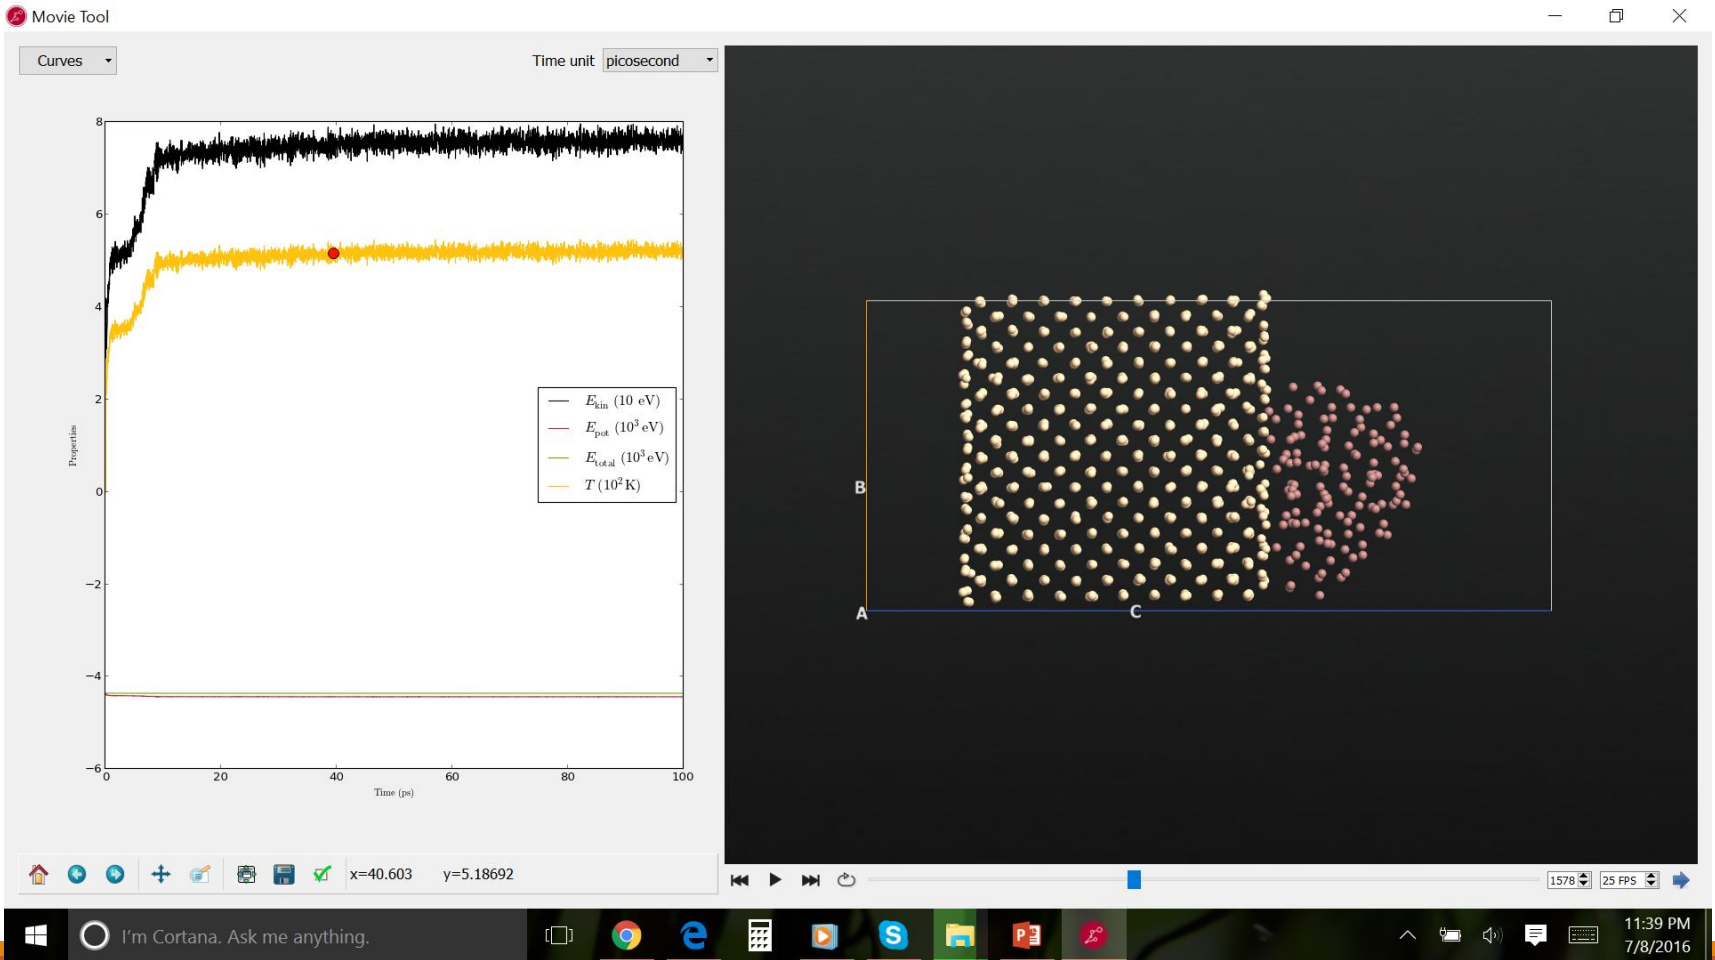 Movie Tool
Curves
Time unit picosecond
8
6
4
2
0
−2
−4
−6
Properties
E_kin (10 eV)
E_pot (10³ eV)
E_total (10³ eV)
T (10² K)
0 20 40 60 80 100
Time (ps)
B
A
C
x=40.603 y=5.18692
1578 25 FPS
I'm Cortana. Ask me anything.
11:39 PM
7/8/2016